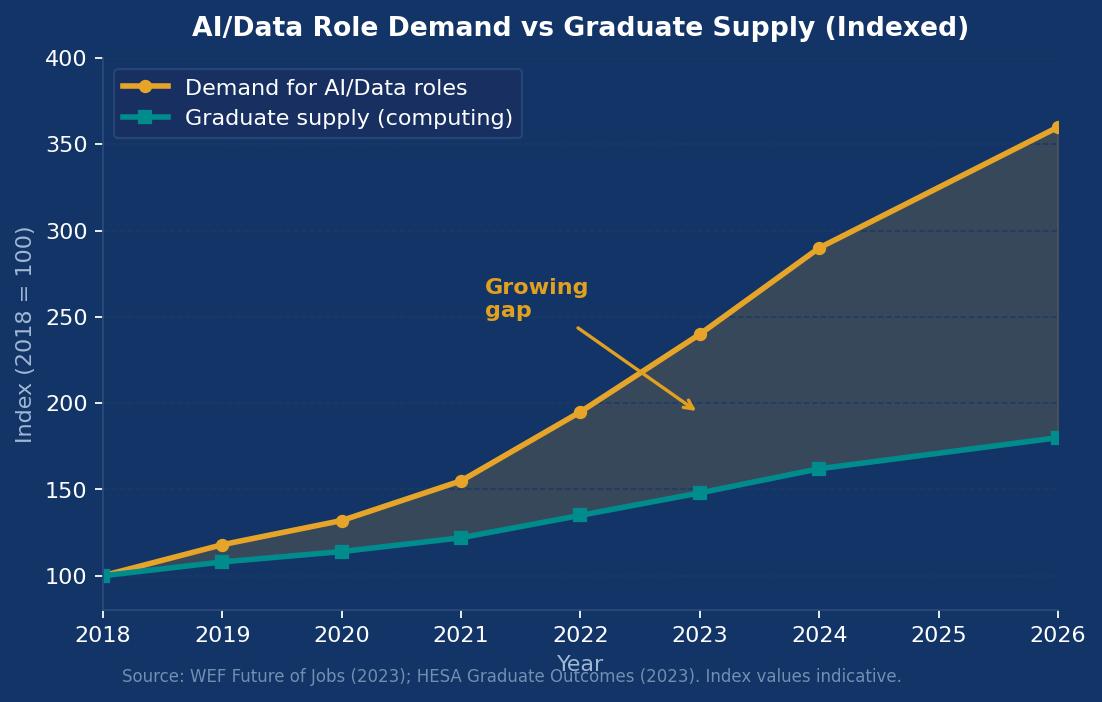 AI/Data Role Demand vs Graduate Supply (Indexed)
Demand for AI/Data roles
Graduate supply (computing)
Index (2018 = 100)
400
350
300
250
200
150
100
Growing
gap
2018 2019 2020 2021 2022 2023 2024 2025 2026
Year
Source: WEF Future of Jobs (2023); HESA Graduate Outcomes (2023). Index values indicative.